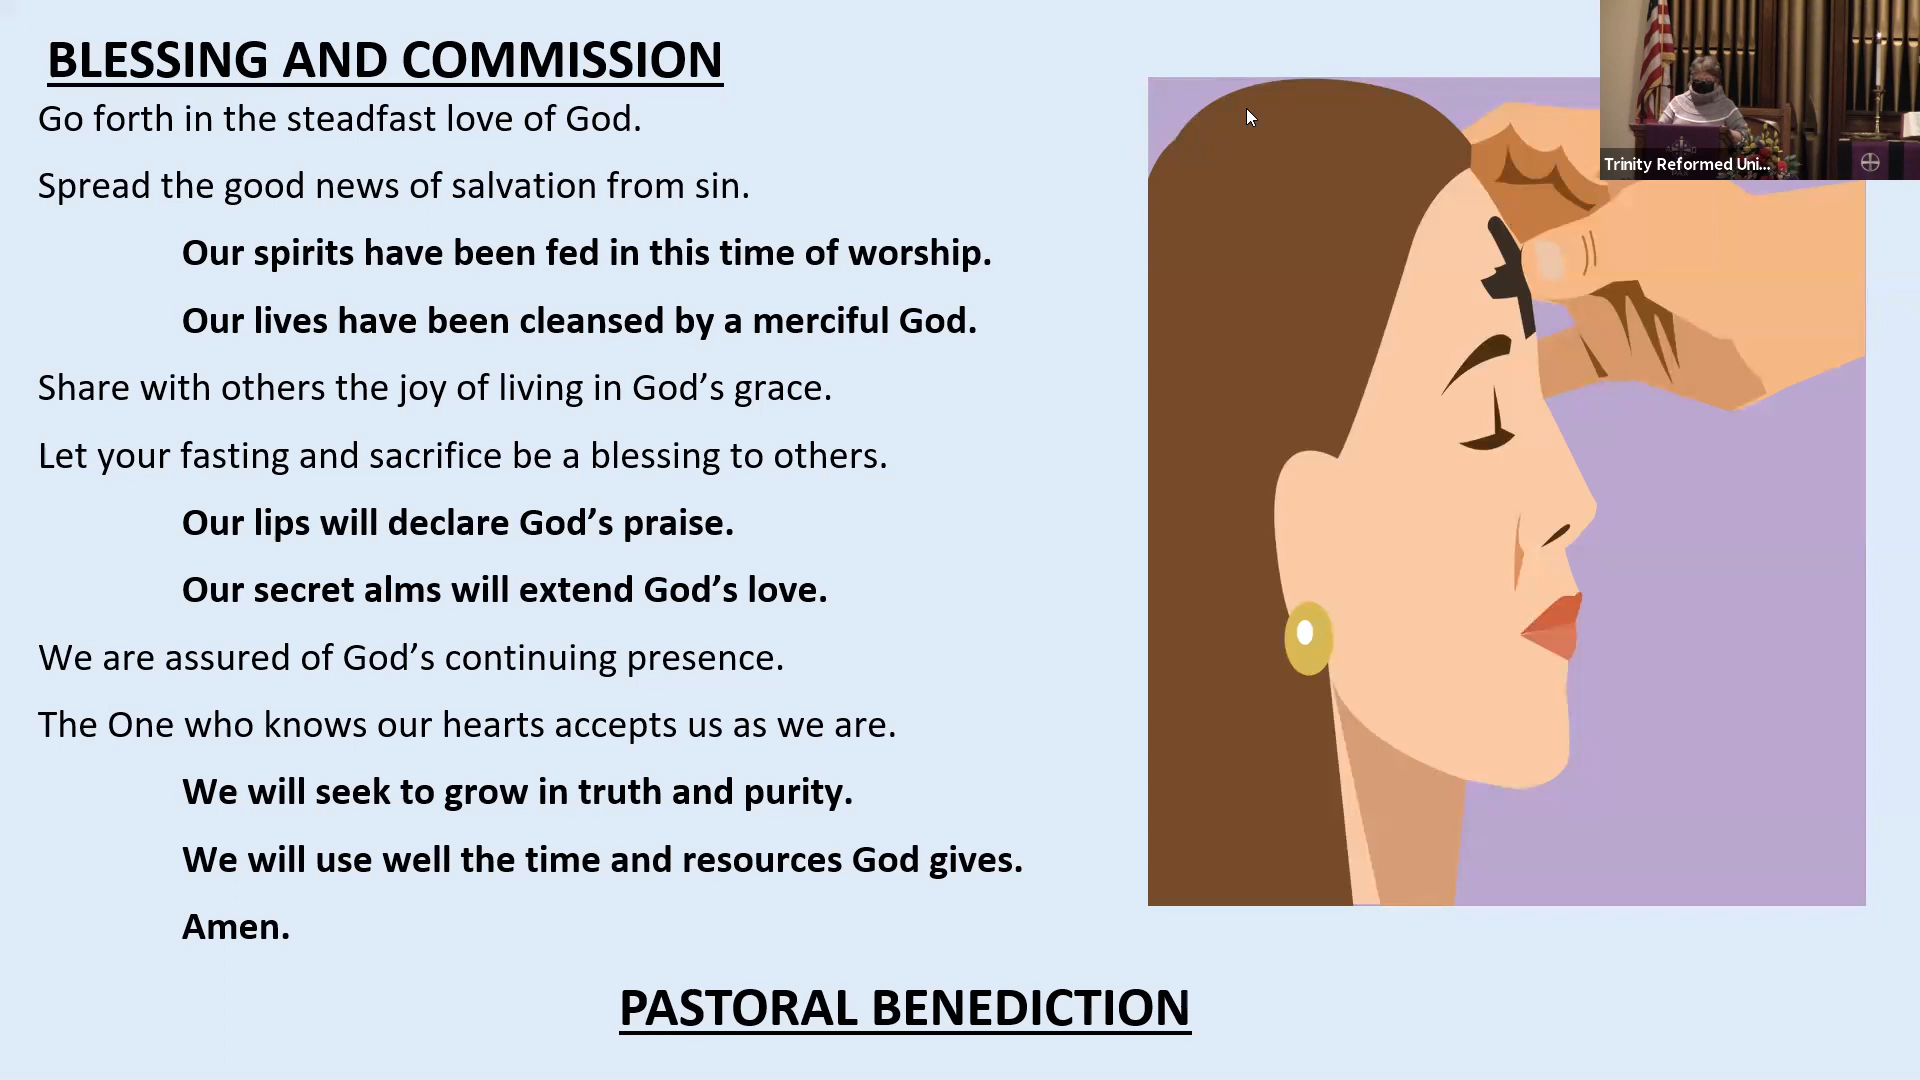 BLESSING AND COMMISSION
Go forth in the steadfast love of God.
Spread the good news of salvation from sin.
Our spirits have been fed in this time of worship.
Our lives have been cleansed by a merciful God.
Share with others the joy of living in God’s grace.
Let your fasting and sacrifice be a blessing to others.
Our lips will declare God’s praise.
Our secret alms will extend God’s love.
We are assured of God’s continuing presence.
The One who knows our hearts accepts us as we are.
We will seek to grow in truth and purity.
We will use well the time and resources God gives.
Amen.
PASTORAL BENEDICTION
Trinity Reformed Uni...